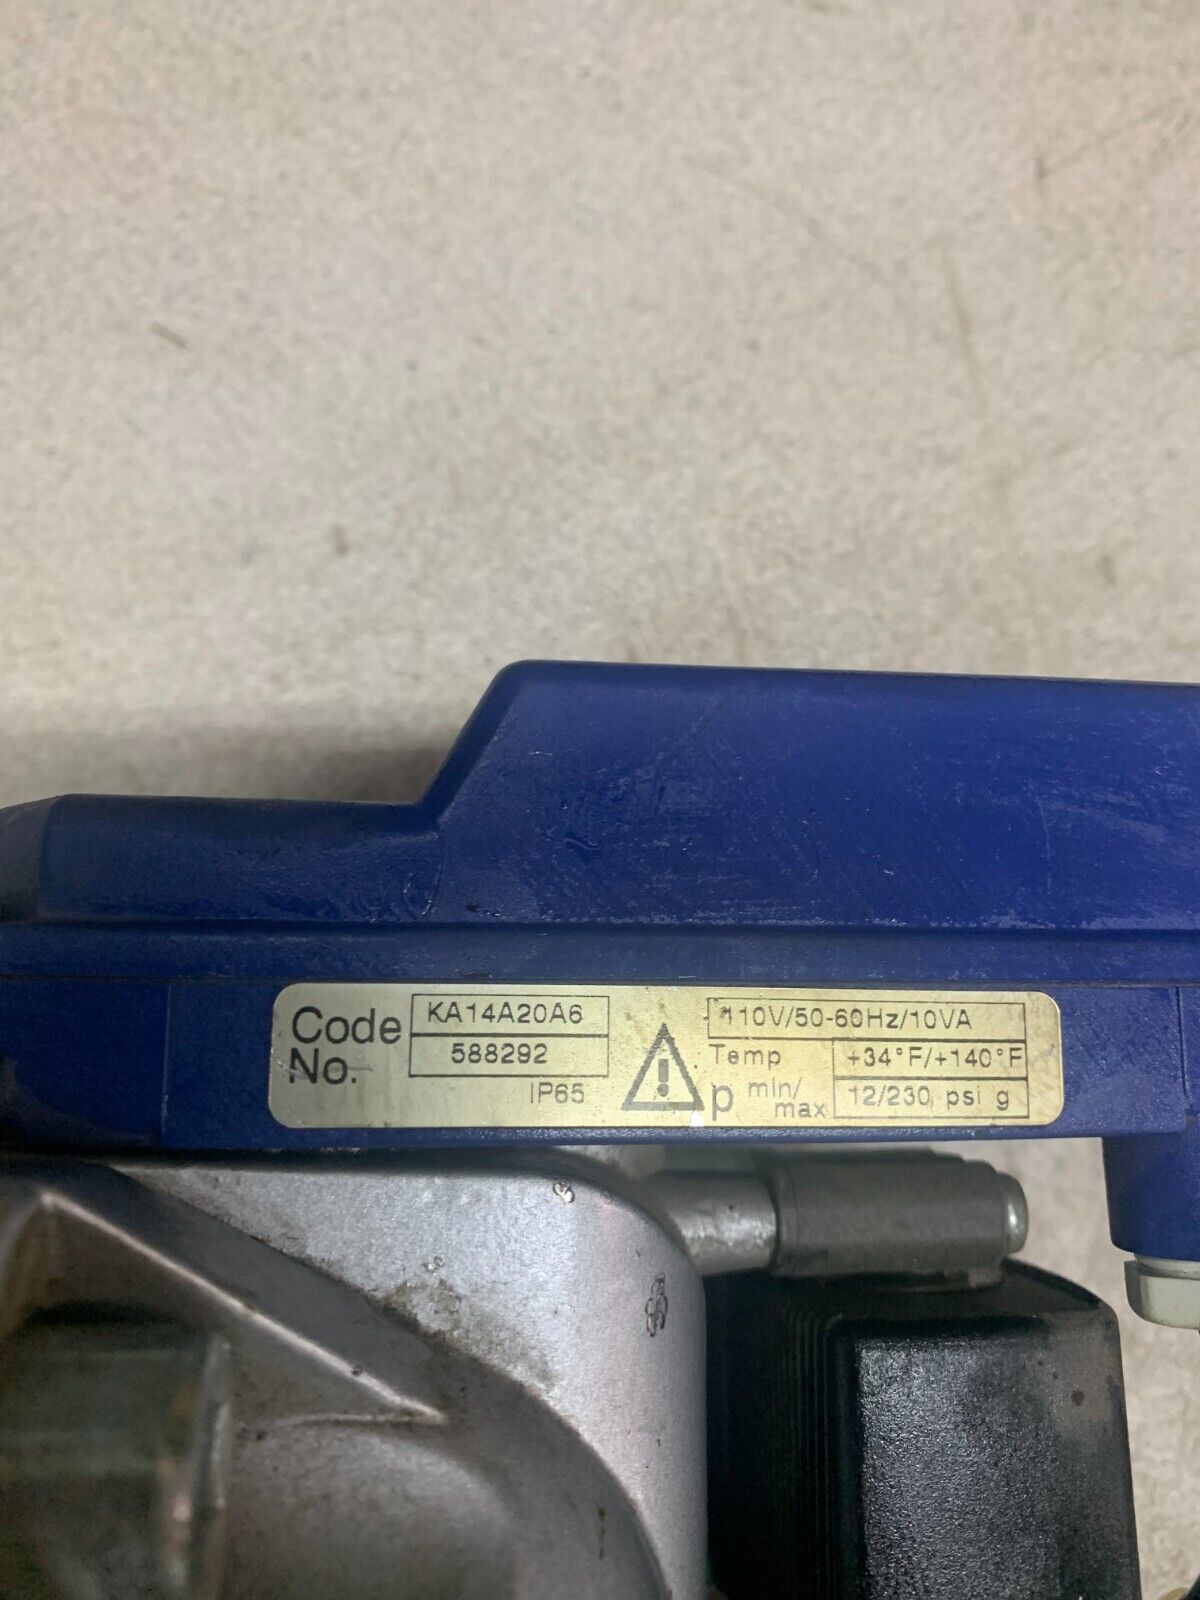 Code KA14A20A6
No. 588292
IP65
110V/50-60Hz/10VA
Temp +34°F/+140°F
p min/max 12/230 psi g